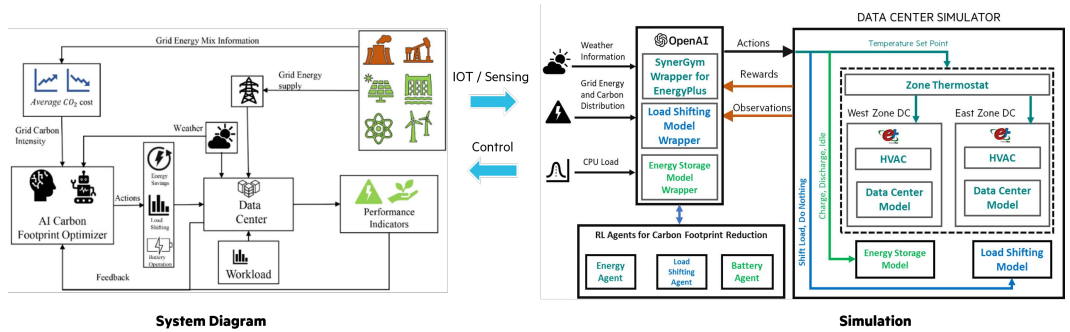 Grid Energy Mix Information
Average CO₂ cost
Grid Energy
supply
Grid Carbon
Intensity
Weather
AI Carbon
Footprint Optimizer
Actions
Energy
Savings
Load
Shifting
Battery
Operation
Data
Center
Performance
Indicators
Workload
Feedback
System Diagram
IOT / Sensing
Control
Weather
Information
Grid Energy
and Carbon
Distribution
CPU Load
OpenAI
SynerGym
Wrapper for
EnergyPlus
Load Shifting
Model
Wrapper
Energy Storage
Model
Wrapper
Actions
Rewards
Observations
RL Agents for Carbon Footprint Reduction
Energy
Agent
Load
Shifting
Agent
Battery
Agent
DATA CENTER SIMULATOR
Temperature Set Point
Zone Thermostat
West Zone DC
East Zone DC
HVAC
HVAC
Data Center
Model
Data Center
Model
Shift Load, Do Nothing
Charge, Discharge, Idle
Energy Storage
Model
Load Shifting
Model
Simulation